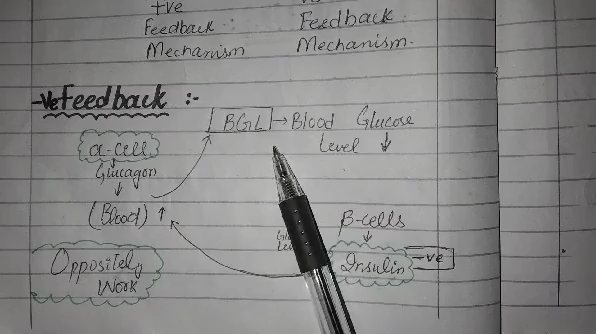 +ve
Feedback
Mechanism
Feedback
Mechanism.
-Ve Feedback :-
BGL → Blood Glucose
Level ↓
α-cell
↓
Glucagon
↓
(Blood) ↑
β-cells
↓
Insulin -ve
Oppositely
Work